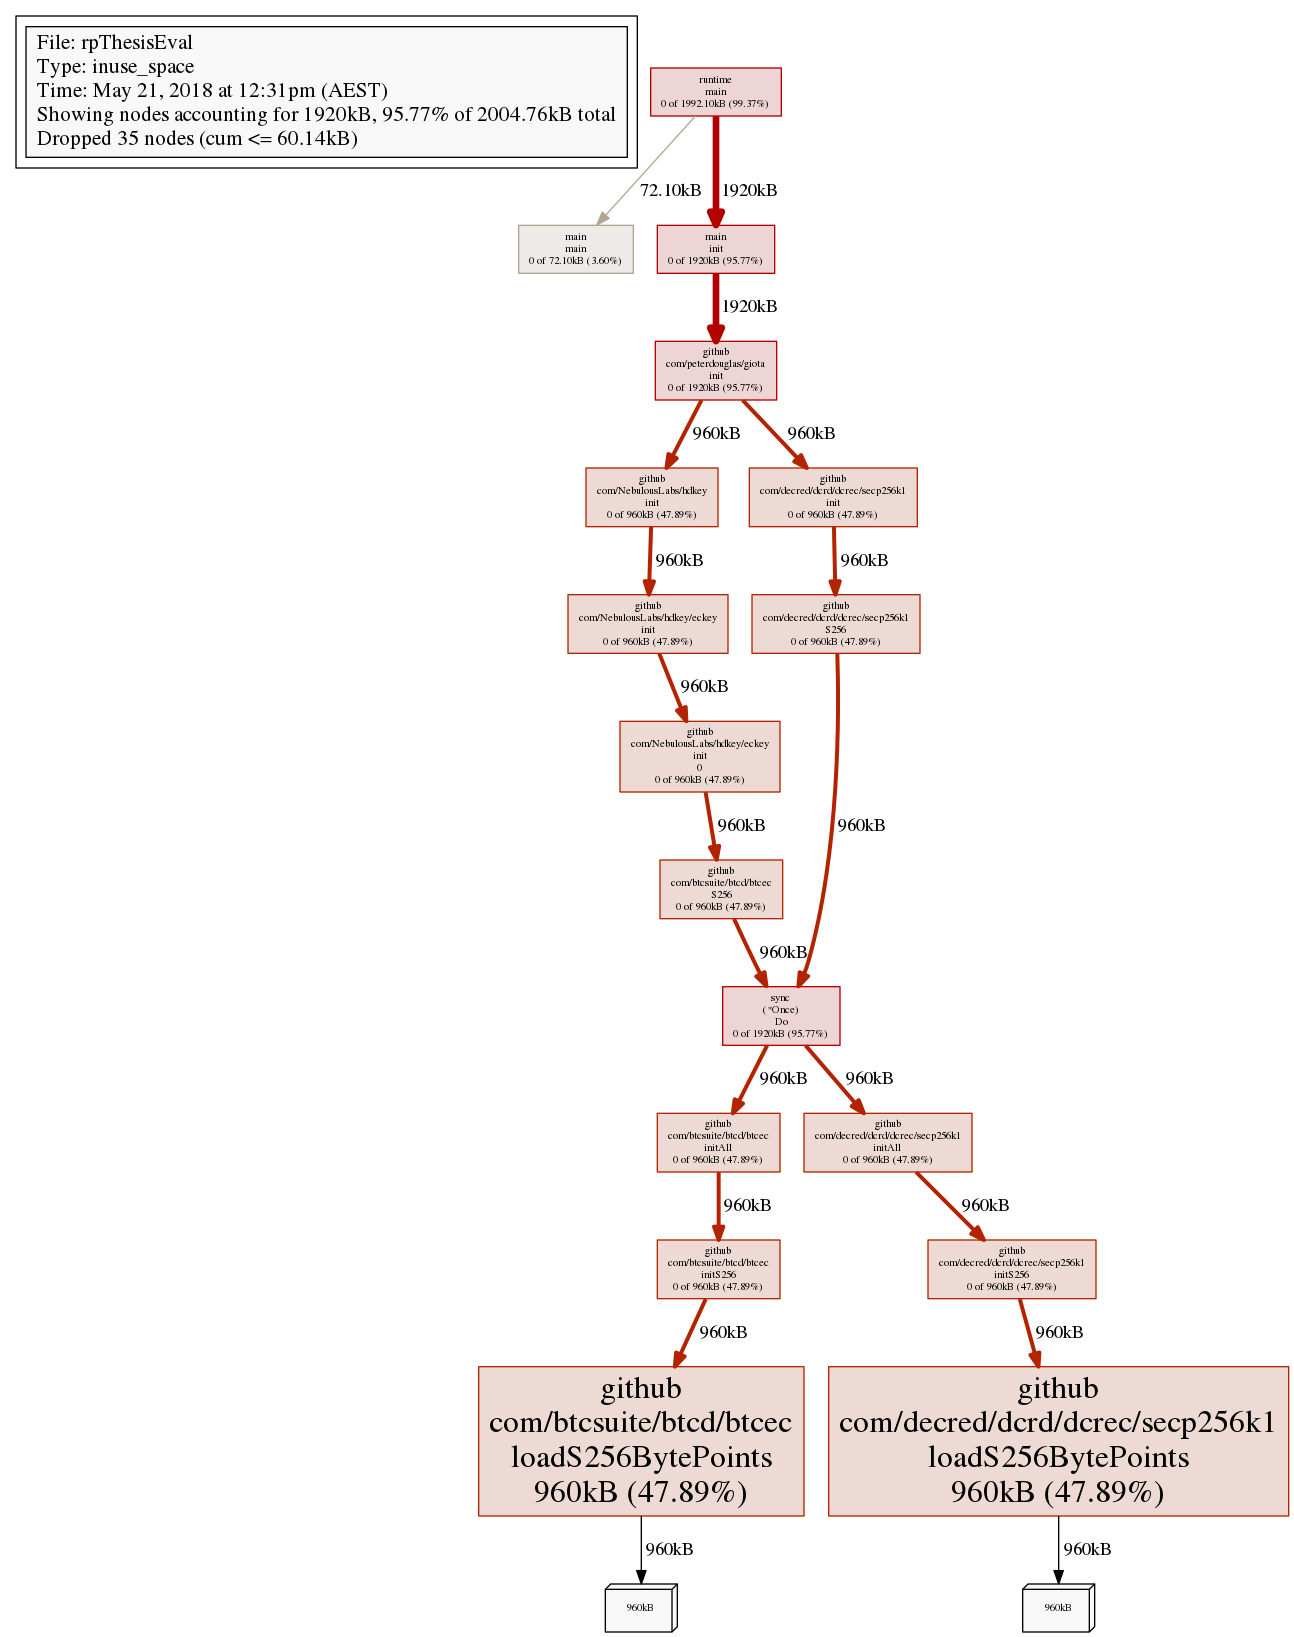 File: rpThesisEval
Type: inuse_space
Time: May 21, 2018 at 12:31pm (AEST)
Showing nodes accounting for 1920kB, 95.77% of 2004.76kB total
Dropped 35 nodes (cum <= 60.14kB)
runtime
main
0 of 1992.10kB (99.37%)
72.10kB
1920kB
main
main
0 of 72.10kB (3.60%)
main
init
0 of 1920kB (95.77%)
1920kB
github
com/peterdouglas/giota
init
0 of 1920kB (95.77%)
960kB
960kB
github
com/NebulousLabs/hdkey
init
0 of 960kB (47.89%)
github
com/decred/dcrd/dcrec/secp256k1
init
0 of 960kB (47.89%)
960kB
960kB
github
com/NebulousLabs/hdkey/eckey
init
0 of 960kB (47.89%)
github
com/decred/dcrd/dcrec/secp256k1
S256
0 of 960kB (47.89%)
960kB
github
com/NebulousLabs/hdkey/eckey
init
0
0 of 960kB (47.89%)
960kB
960kB
github
com/btcsuite/btcd/btcec
S256
0 of 960kB (47.89%)
960kB
sync
(*Once)
Do
0 of 1920kB (95.77%)
960kB
960kB
github
com/btcsuite/btcd/btcec
initAll
0 of 960kB (47.89%)
github
com/decred/dcrd/dcrec/secp256k1
initAll
0 of 960kB (47.89%)
960kB
960kB
github
com/btcsuite/btcd/btcec
initS256
0 of 960kB (47.89%)
github
com/decred/dcrd/dcrec/secp256k1
initS256
0 of 960kB (47.89%)
960kB
960kB
github
com/btcsuite/btcd/btcec
loadS256BytePoints
960kB (47.89%)
github
com/decred/dcrd/dcrec/secp256k1
loadS256BytePoints
960kB (47.89%)
960kB
960kB
960kB
960kB